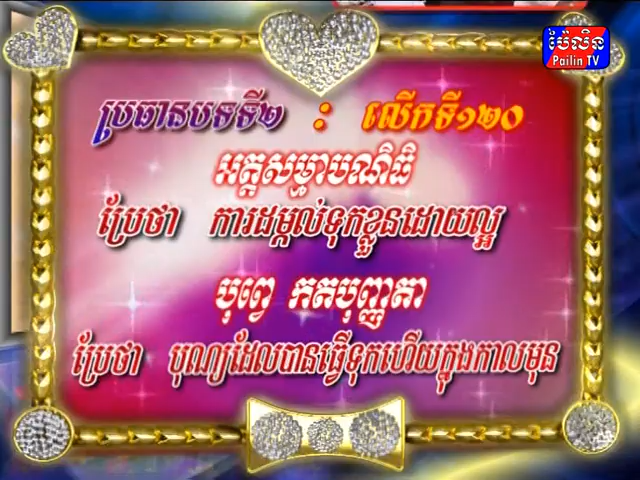 ប៉ៃលិន
Pailin TV
ប្រធានបទទី២ : លើកទី១២០
អត្តសម្មាបណិធិ
ប្រែថា ការដម្កល់ទុកខ្លួនដោយល្អ
បុព្វេ កតបុញ្ញតា
ប្រែថា បុណ្យដែលបានធ្វើទុកហើយក្នុងកាលមុន